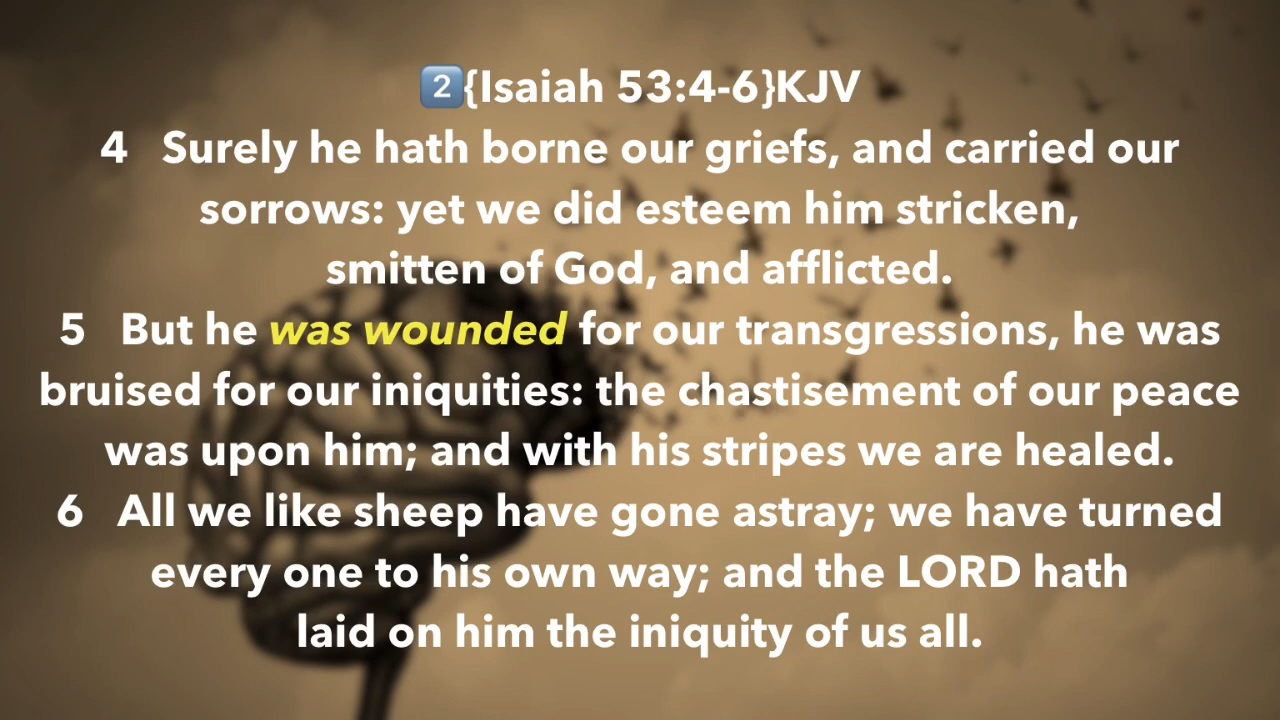 2️⃣{Isaiah 53:4-6}KJV
4 Surely he hath borne our griefs, and carried our
sorrows: yet we did esteem him stricken,
smitten of God, and afflicted.
5 But he was wounded for our transgressions, he was
bruised for our iniquities: the chastisement of our peace
was upon him; and with his stripes we are healed.
6 All we like sheep have gone astray; we have turned
every one to his own way; and the LORD hath
laid on him the iniquity of us all.